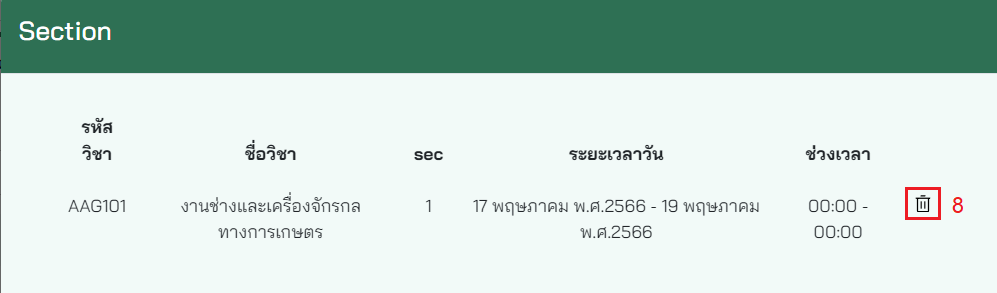 Section
รหัส
วิชา ชื่อวิชา sec ระยะเวลาวัน ช่วงเวลา
AAG101 งานช่างและเครื่องจักรกล 1 17 พฤษภาคม พ.ศ.2566 - 19 พฤษภาคม 00:00 - 8
ทางการเกษตร พ.ศ.2566 00:00